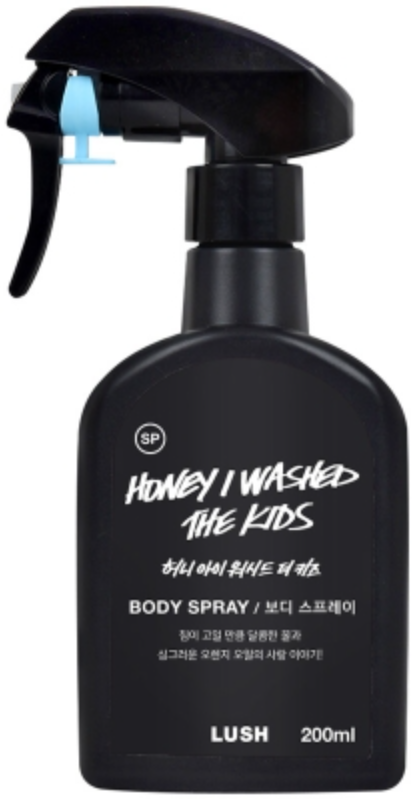 SP
HONEY I WASHED
THE KIDS
허니 아이 워시드 더 키즈
BODY SPRAY / 보디 스프레이
침이 고일 만큼 달콤한 꿀과
싱그러운 오렌지 오일의 사랑 이야기!
LUSH 200ml